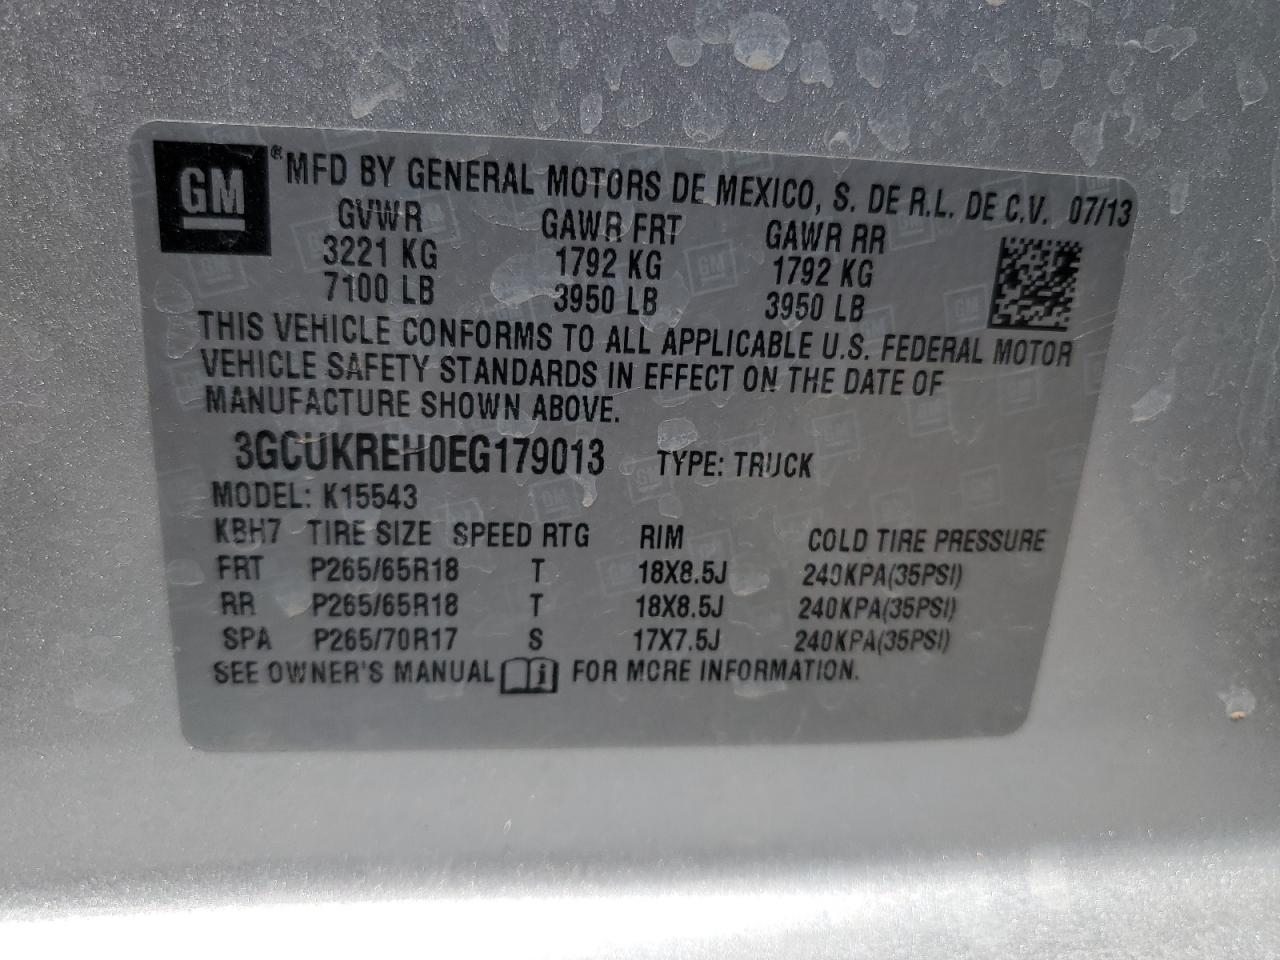 GM ® MFD BY GENERAL MOTORS DE MEXICO, S. DE R.L. DE C.V. 07/13
GVWR GAWR FRT GAWR RR
3221 KG 1792 KG 1792 KG
7100 LB 3950 LB 3950 LB
THIS VEHICLE CONFORMS TO ALL APPLICABLE U.S. FEDERAL MOTOR
VEHICLE SAFETY STANDARDS IN EFFECT ON THE DATE OF
MANUFACTURE SHOWN ABOVE.
3GCUKREH0EG179013 TYPE: TRUCK
MODEL: K15543
KBH7 TIRE SIZE SPEED RTG RIM COLD TIRE PRESSURE
FRT P265/65R18 T 18X8.5J 240KPA(35PSI)
RR P265/65R18 T 18X8.5J 240KPA(35PSI)
SPA P265/70R17 S 17X7.5J 240KPA(35PSI)
SEE OWNER'S MANUAL i FOR MORE INFORMATION.